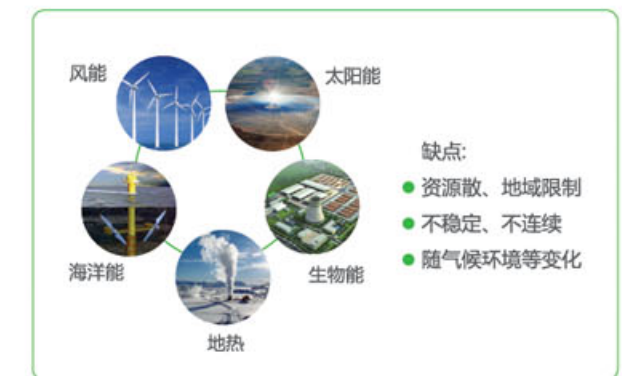 风能
太阳能
缺点:
资源散、地域限制
不稳定、不连续
随气候环境等变化
海洋能
生物能
地热